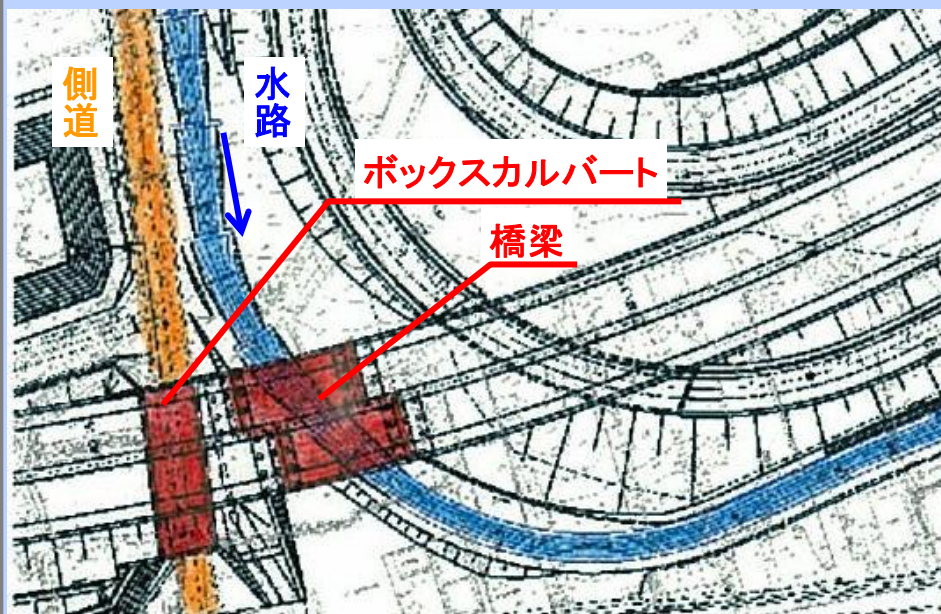 側道
水路
ボックスカルバート
橋梁